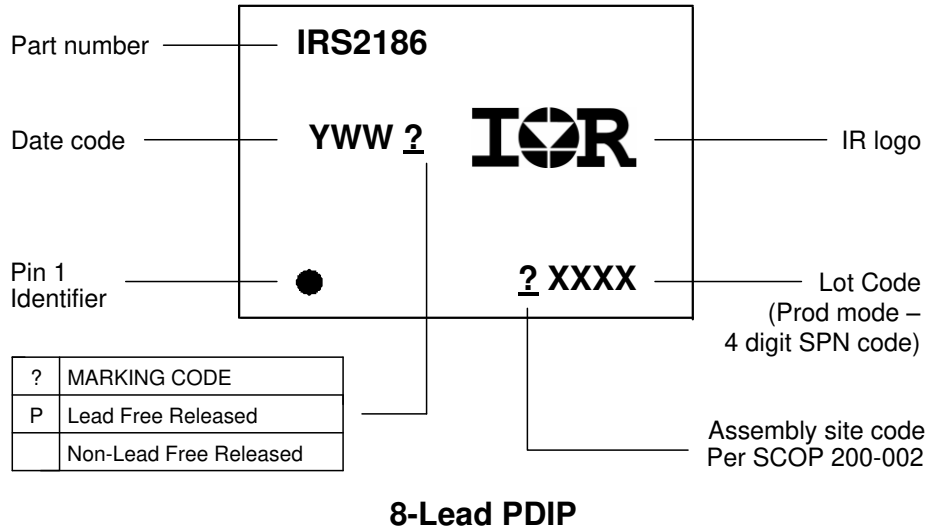 Part number
IRS2186
Date code
YWW ?
IOR
IR logo
Pin 1
Identifier
? XXXX
Lot Code
(Prod mode –
4 digit SPN code)
? MARKING CODE
P Lead Free Released
Non-Lead Free Released
Assembly site code
Per SCOP 200-002
8-Lead PDIP